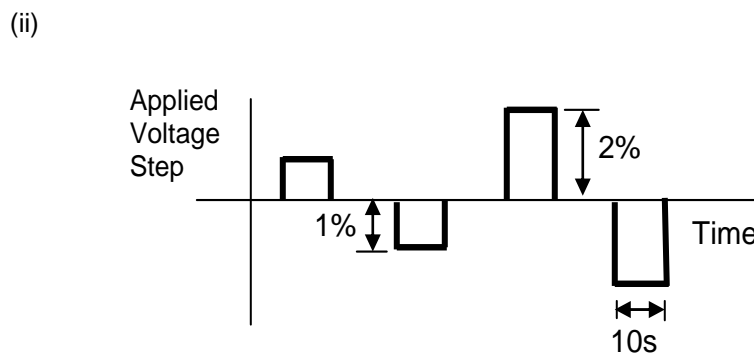 (ii)
Applied
Voltage
Step
2%
1%
Time
10s